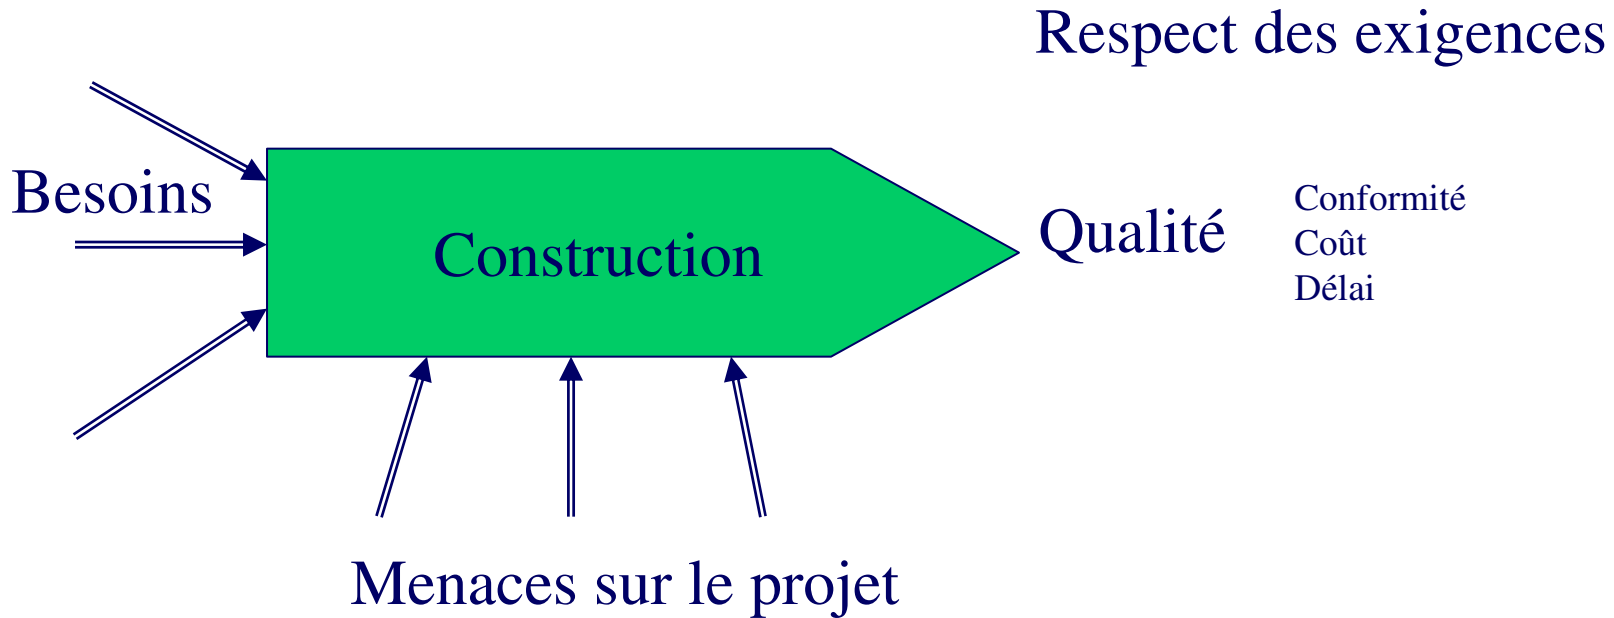 Respect des exigences
Besoins
Construction
Qualité
Conformité
Coût
Délai
Menaces sur le projet